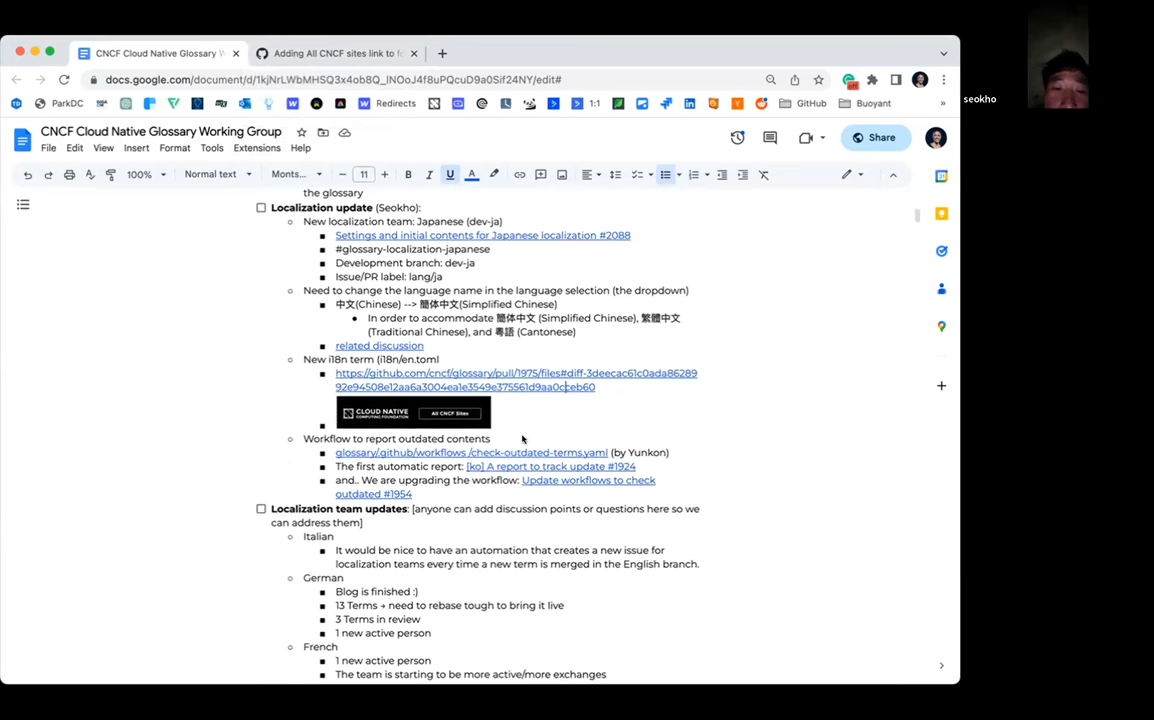 CNCF Cloud Native Glossary W
Adding All CNCF sites link to f
docs.google.com/document/d/1kjNrLWbMHSQ3x4ob8Q_lNOoJ4f8uPQcuD9a0Sif24NY/edit#
ParkDC
Redirects
1:1
GitHub
Buoyant
seokho
CNCF Cloud Native Glossary Working Group
File Edit View Insert Format Tools Extensions Help
Share
100% Normal text Monts... 11
the glossary
Localization update (Seokho):
New localization team: Japanese (dev-ja)
Settings and initial contents for Japanese localization #2088
#glossary-localization-japanese
Development branch: dev-ja
Issue/PR label: lang/ja
Need to change the language name in the language selection (the dropdown)
中文(Chinese) --> 簡体中文(Simplified Chinese)
In order to accommodate 簡体中文 (Simplified Chinese), 繁體中文
(Traditional Chinese), and 粵語 (Cantonese)
related discussion
New i18n term (i18n/en.toml
https://github.com/cncf/glossary/pull/1975/files#diff-3deecac61c0ada86289
92e94508e12aa6a3004ea1e3549e375561d9aa0cceb60
CLOUD NATIVE
COMPUTING FOUNDATION
All CNCF Sites
Workflow to report outdated contents
glossary/.github/workflows /check-outdated-terms.yaml (by Yunkon)
The first automatic report: [ko] A report to track update #1924
and.. We are upgrading the workflow: Update workflows to check
outdated #1954
Localization team updates: [anyone can add discussion points or questions here so we
can address them]
Italian
It would be nice to have an automation that creates a new issue for
localization teams every time a new term is merged in the English branch.
German
Blog is finished :)
13 Terms → need to rebase tough to bring it live
3 Terms in review
1 new active person
French
1 new active person
The team is starting to be more active/more exchanges